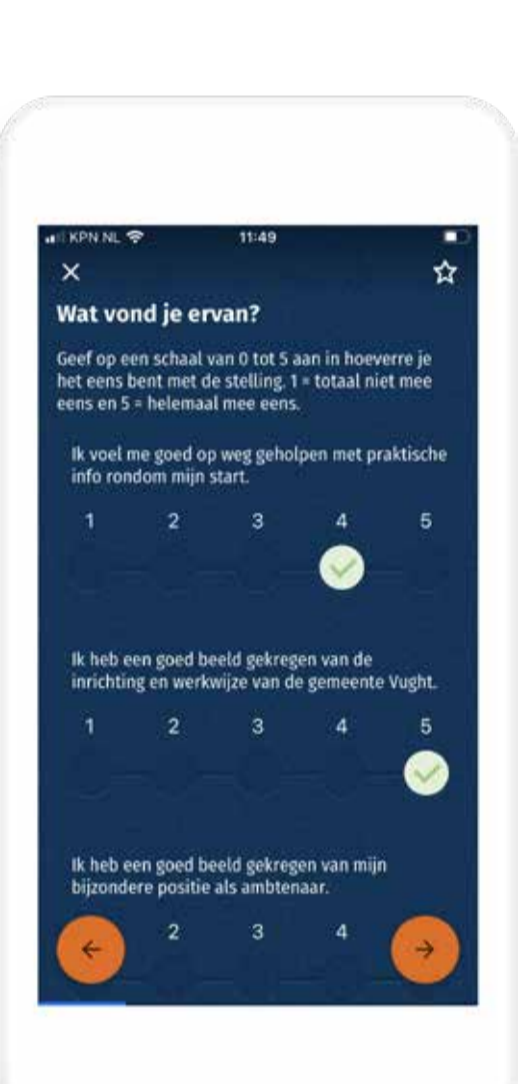 KPN NL 11:49
Wat vond je ervan?
Geef op een schaal van 0 tot 5 aan in hoeverre je
het eens bent met de stelling. 1 = totaal niet mee
eens en 5 = helemaal mee eens.
Ik voel me goed op weg geholpen met praktische
info rondom mijn start.
1 2 3 4 5
Ik heb een goed beeld gekregen van de
inrichting en werkwijze van de gemeente Vught.
1 2 3 4 5
Ik heb een goed beeld gekregen van mijn
bijzondere positie als ambtenaar.
2 3 4